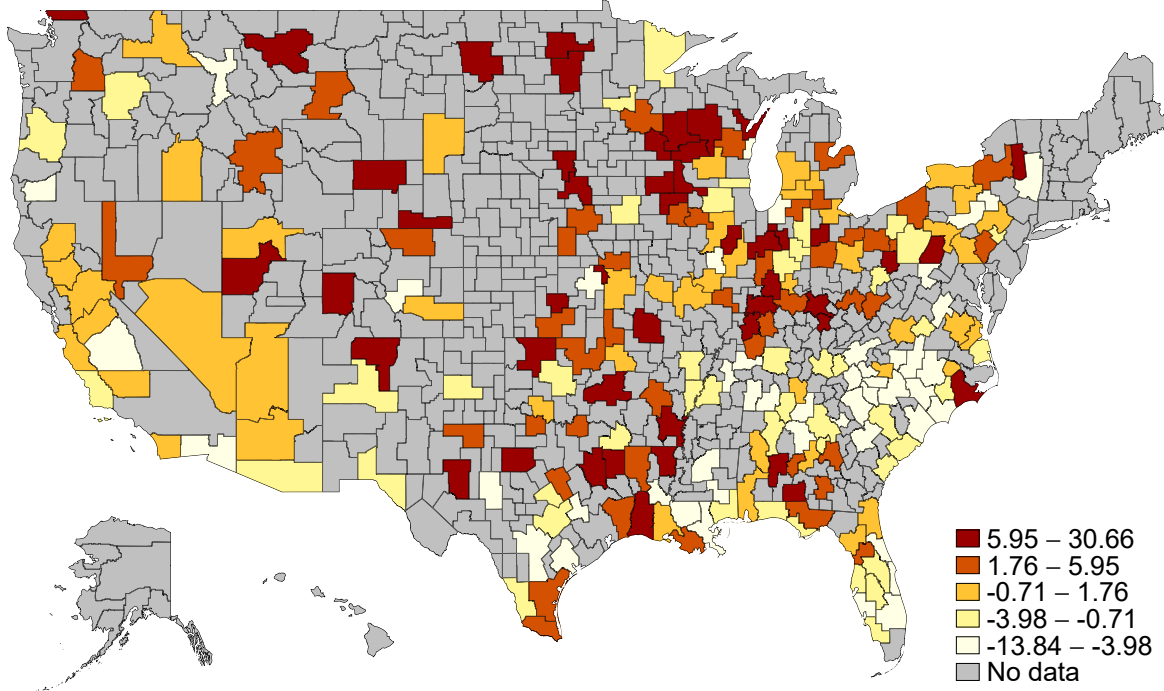 5.95 – 30.66
1.76 – 5.95
-0.71 – 1.76
-3.98 – -0.71
-13.84 – -3.98
No data